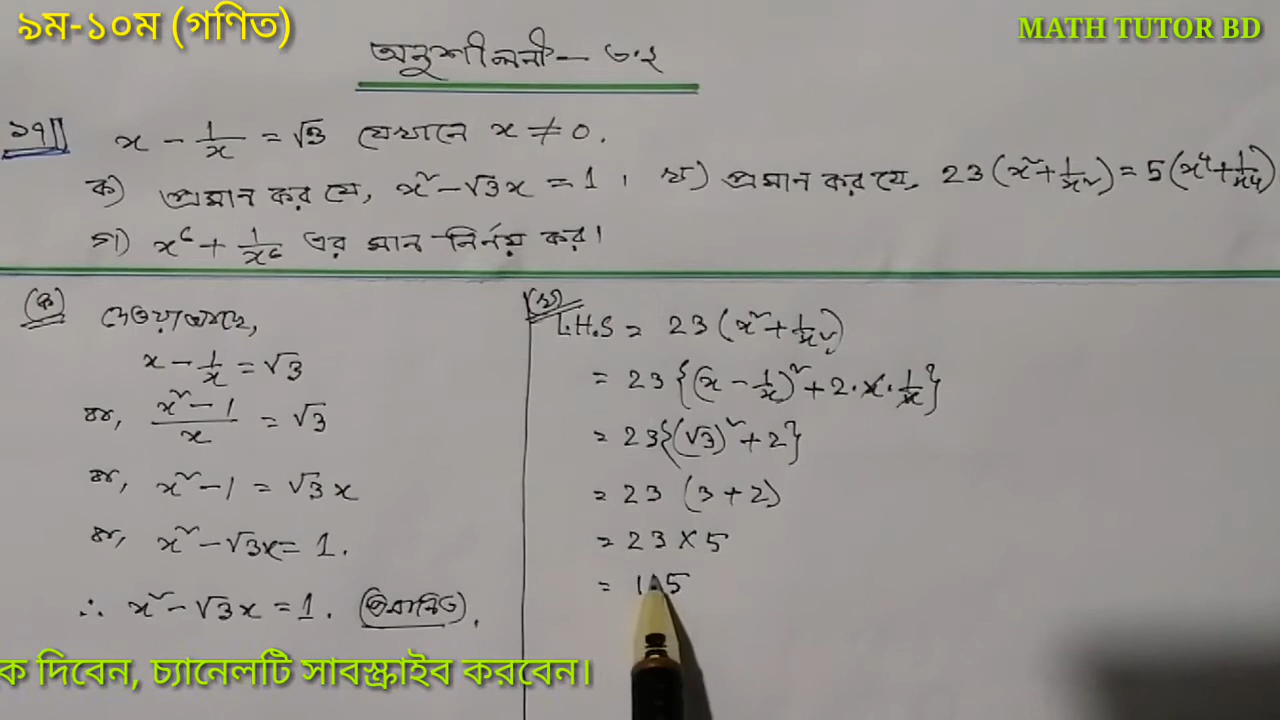 ৯ম-১০ম (গণিত)
MATH TUTOR BD
অনুশীলনী— ৩.২
১৭॥ x - 1/x = √3 যেখানে x ≠ 0.
ক) প্রমান কর যে, x² - √3x = 1 । খ) প্রমান কর যে, 23(x² + 1/x²) = 5(x⁴ + 1/x⁴)
গ) x⁶ + 1/x⁶ এর মান নির্নয় কর।
(ক) দেওয়া আছে,
x - 1/x = √3
বা, (x² - 1)/x = √3
বা, x² - 1 = √3 x
বা, x² - √3x = 1.
∴ x² - √3x = 1. (প্রমানিত).
(খ) L.H.S = 23(x² + 1/x²)
= 23{(x - 1/x)² + 2·x·1/x}
= 23{(√3)² + 2}
= 23 (3 + 2)
= 23 × 5
= 115
ক দিবেন, চ্যানেলটি সাবস্ক্রাইব করবেন।